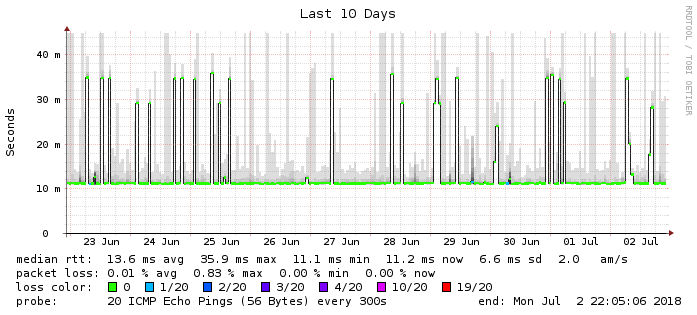 Last 10 Days
RRDTOOL / TOBI OETIKER
Seconds
40 m
30 m
20 m
10 m
0
23 Jun 24 Jun 25 Jun 26 Jun 27 Jun 28 Jun 29 Jun 30 Jun 01 Jul 02 Jul
median rtt: 13.6 ms avg 35.9 ms max 11.1 ms min 11.2 ms now 6.6 ms sd 2.0 am/s
packet loss: 0.01 % avg 0.83 % max 0.00 % min 0.00 % now
loss color: 0 1/20 2/20 3/20 4/20 10/20 19/20
probe: 20 ICMP Echo Pings (56 Bytes) every 300s end: Mon Jul 2 22:05:06 2018